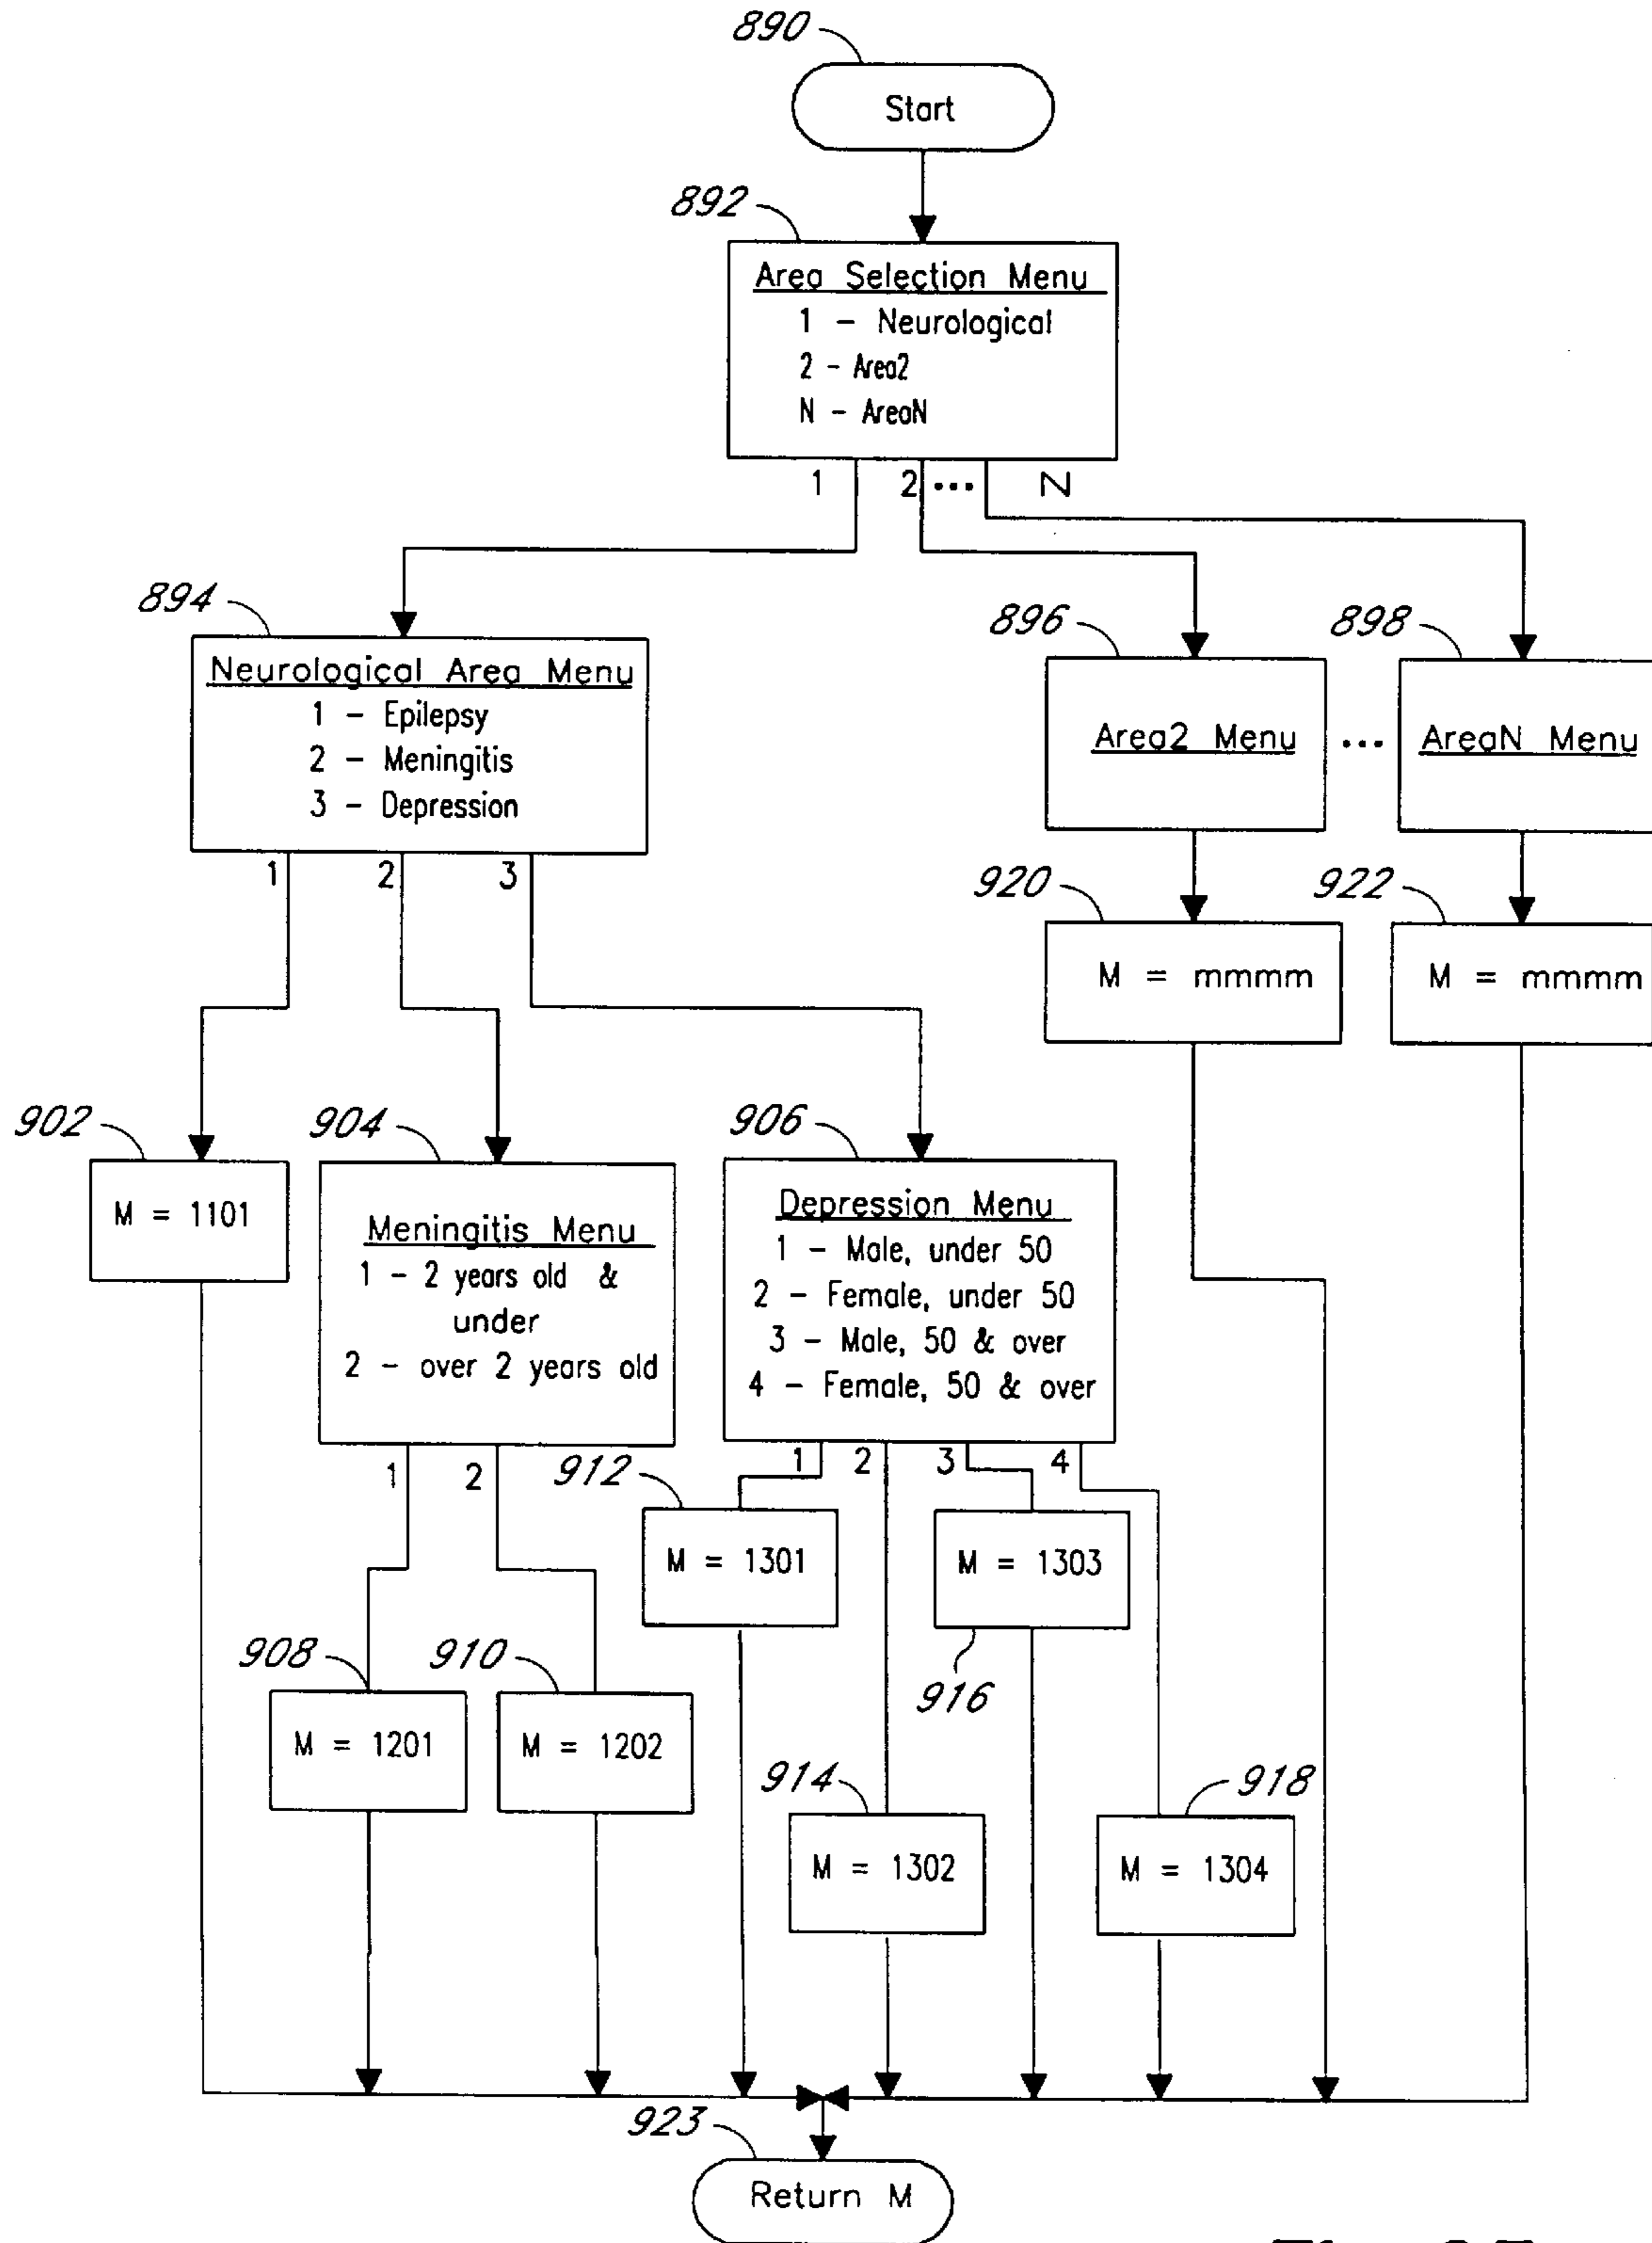 890
Start
892
Area Selection Menu
1 - Neurological
2 - Area2
N - AreaN
1 2 ... N
894
Neurological Area Menu
1 - Epilepsy
2 - Meningitis
3 - Depression
1 2 3
896
Area2 Menu
...
898
AreaN Menu
920
M = mmmm
922
M = mmmm
902
M = 1101
904
Meningitis Menu
1 - 2 years old &
under
2 - over 2 years old
1 2
906
Depression Menu
1 - Male, under 50
2 - Female, under 50
3 - Male, 50 & over
4 - Female, 50 & over
1 2 3 4
912
M = 1301
M = 1303
916
908
M = 1201
910
M = 1202
914
M = 1302
918
M = 1304
923
Return M